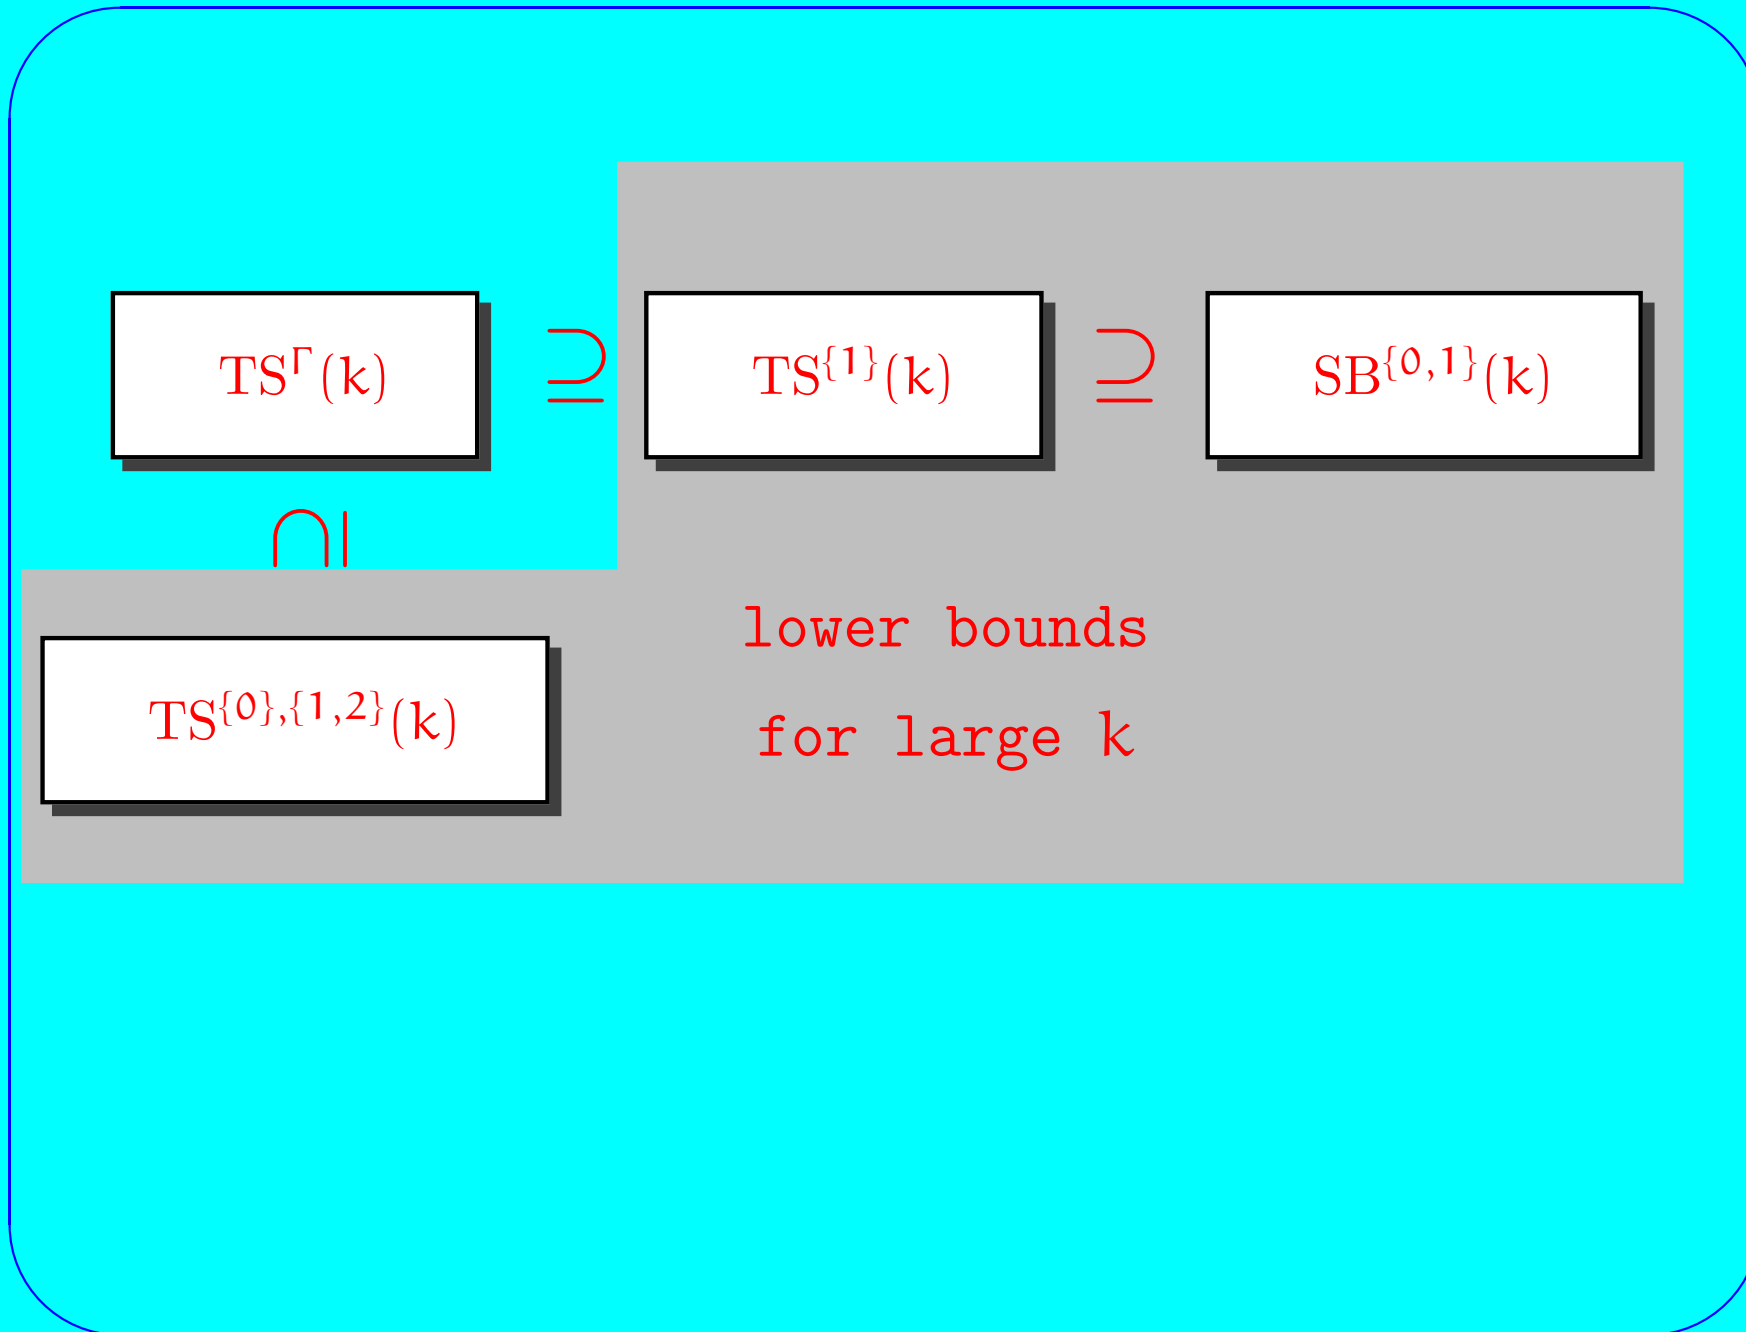 TS^Γ(k) ⊇ TS^{1}(k) ⊇ SB^{0,1}(k)
∩|
TS^{0},{1,2}(k)
lower bounds
for large k